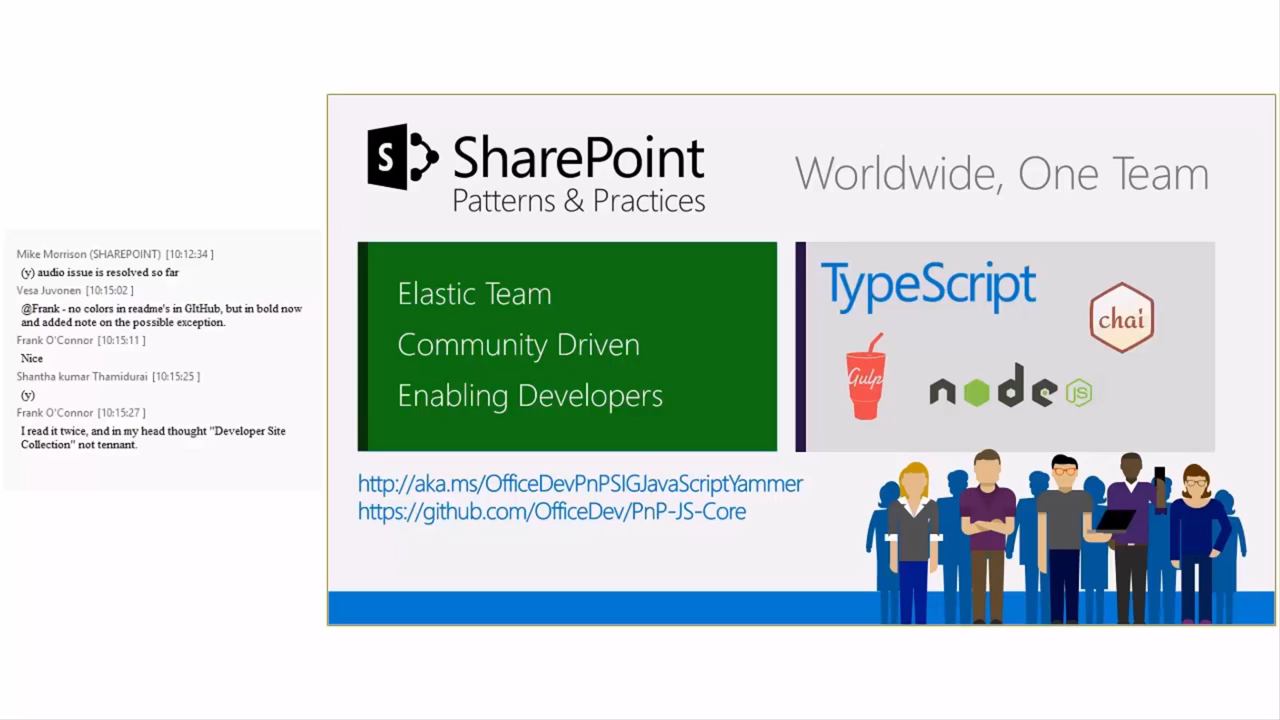 Mike Morrison (SHAREPOINT) [10:12:34 ]
(y) audio issue is resolved so far
Vesa Juvonen [10:15:02 ]
@Frank - no colors in readme's in GItHub, but in bold now
and added note on the possible exception.
Frank O'Connor [10:15:11 ]
Nice
Shantha kumar Thamidurai [10:15:25 ]
(y)
Frank O'Connor [10:15:27 ]
I read it twice, and in my head thought "Developer Site
Collection" not tennant.
S
SharePoint
Patterns & Practices
Worldwide, One Team
Elastic Team
Community Driven
Enabling Developers
TypeScript
chai
Gulp
node
JS
http://aka.ms/OfficeDevPnPSIGJavaScriptYammer
https://github.com/OfficeDev/PnP-JS-Core